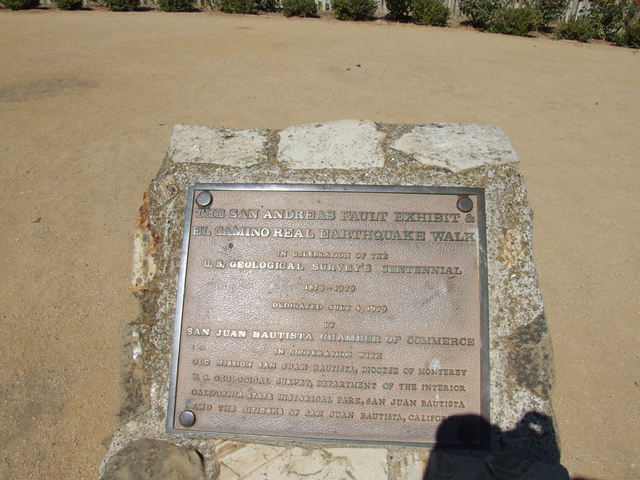 THE SAN ANDREAS FAULT EXHIBIT &
EL CAMINO REAL EARTHQUAKE WALK
IN CELEBRATION OF THE
U.S. GEOLOGICAL SURVEY'S CENTENNIAL
1879-1979
DEDICATED JULY 4, 1979
BY
SAN JUAN BAUTISTA CHAMBER OF COMMERCE
IN COOPERATION WITH
OLD MISSION SAN JUAN BAUTISTA, DIOCESE OF MONTEREY
U.S. GEOLOGICAL SURVEY, DEPARTMENT OF THE INTERIOR
CALIFORNIA STATE HISTORICAL PARK, SAN JUAN BAUTISTA
AND THE CITIZENS OF SAN JUAN BAUTISTA,